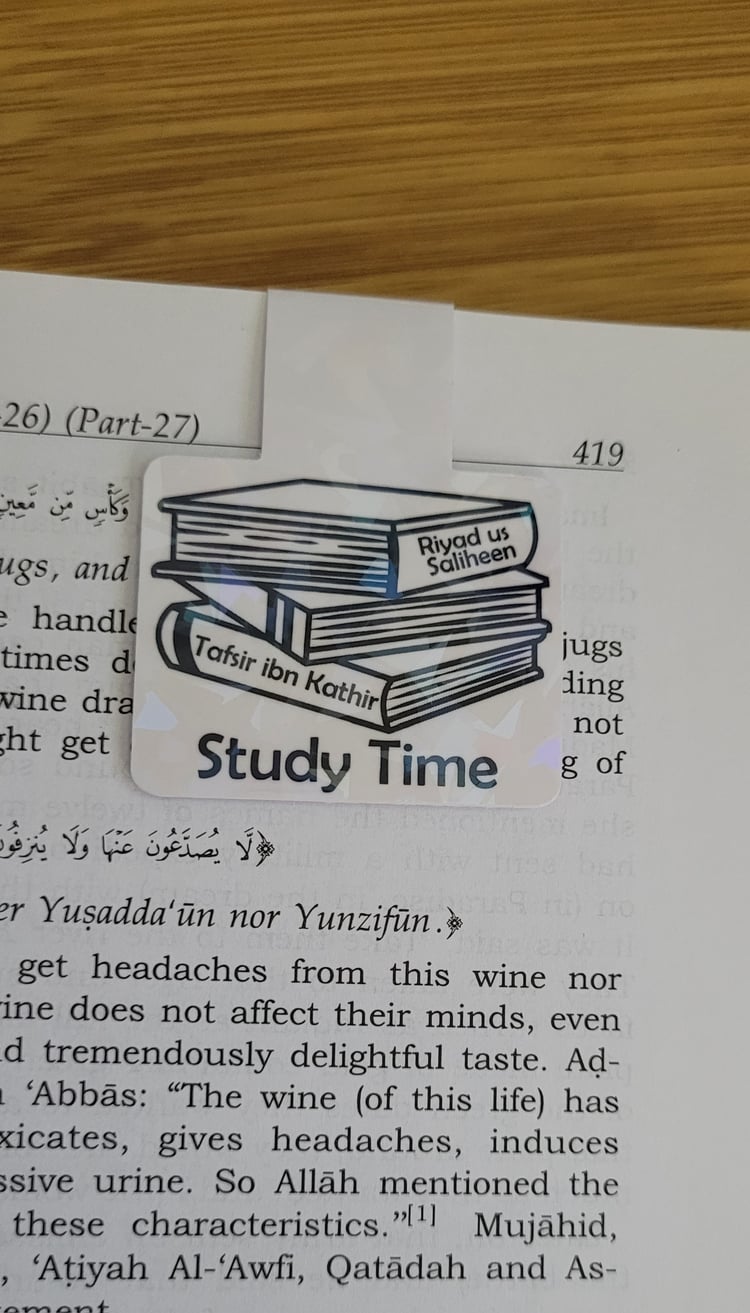 26) (Part-27)
419
وَكَأْسٍ مِّن مَّعِينٍ
ugs, and
handle
times d
jugs
wine dra
ding
ght get
not
g of
Riyad us
Saliheen
Tafsir ibn Kathir
Study Time
﴿لَّا يُصَدَّعُونَ عَنْهَا وَلَا يُنزِفُونَ
er Yuṣadda‘ūn nor Yunzifūn.﴾
get headaches from this wine nor
ine does not affect their minds, even
d tremendously delightful taste. Aḍ-
‘Abbās: “The wine (of this life) has
xicates, gives headaches, induces
ssive urine. So Allāh mentioned the
these characteristics.”[1] Mujāhid,
, ‘Aṭiyah Al-‘Awfi, Qatādah and As-